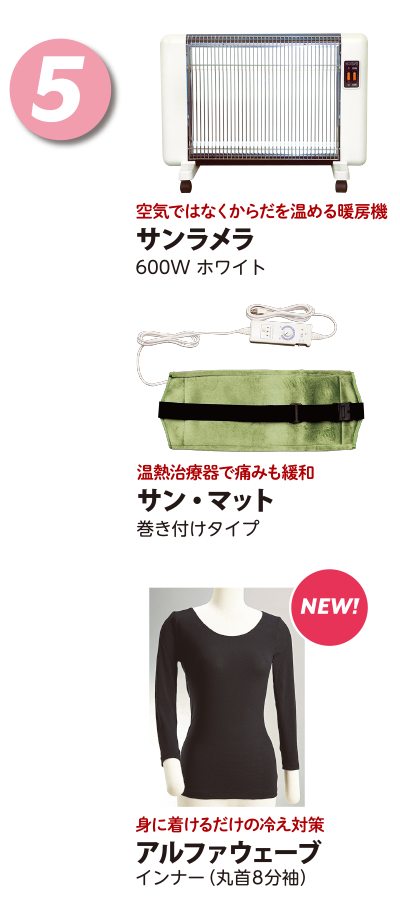 5
空気ではなくからだを温める暖房機
サンラメラ
600W ホワイト
温熱治療器で痛みも緩和
サン・マット
巻き付けタイプ
NEW!
身に着けるだけの冷え対策
アルファウェーブ
インナー（丸首8分袖）